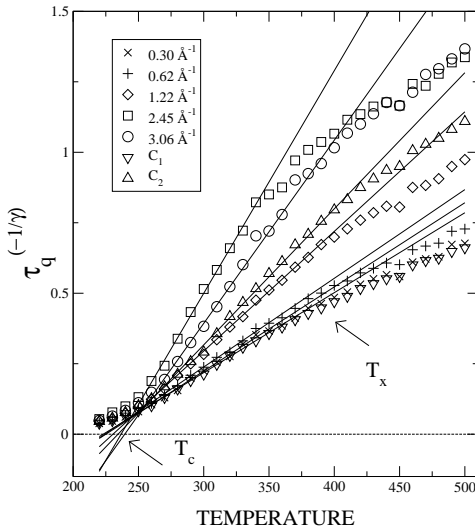 1.5
1
0.5
0
τq(-1/γ)
0.30 Å-1
0.62 Å-1
1.22 Å-1
2.45 Å-1
3.06 Å-1
C1
C2
Tx
Tc
200 250 300 350 400 450 500
TEMPERATURE